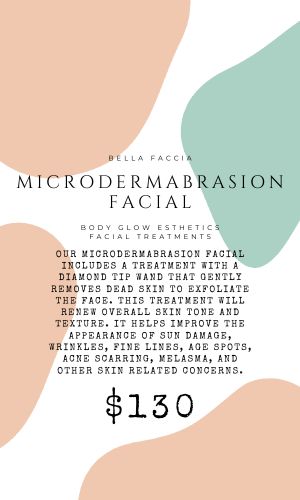 BELLA FACCIA
MICRODERMABRASION
FACIAL
BODY GLOW ESTHETICS
FACIAL TREATMENTS
OUR MICRODERMABRASION FACIAL
INCLUDES A TREATMENT WITH A
DIAMOND TIP WAND THAT GENTLY
REMOVES DEAD SKIN TO EXFOLIATE
THE FACE. THIS TREATMENT WILL
RENEW OVERALL SKIN TONE AND
TEXTURE. IT HELPS IMPROVE THE
APPEARANCE OF SUN DAMAGE,
WRINKLES, FINE LINES, AGE SPOTS,
ACNE SCARRING, MELASMA, AND
OTHER SKIN RELATED CONCERNS.
$130